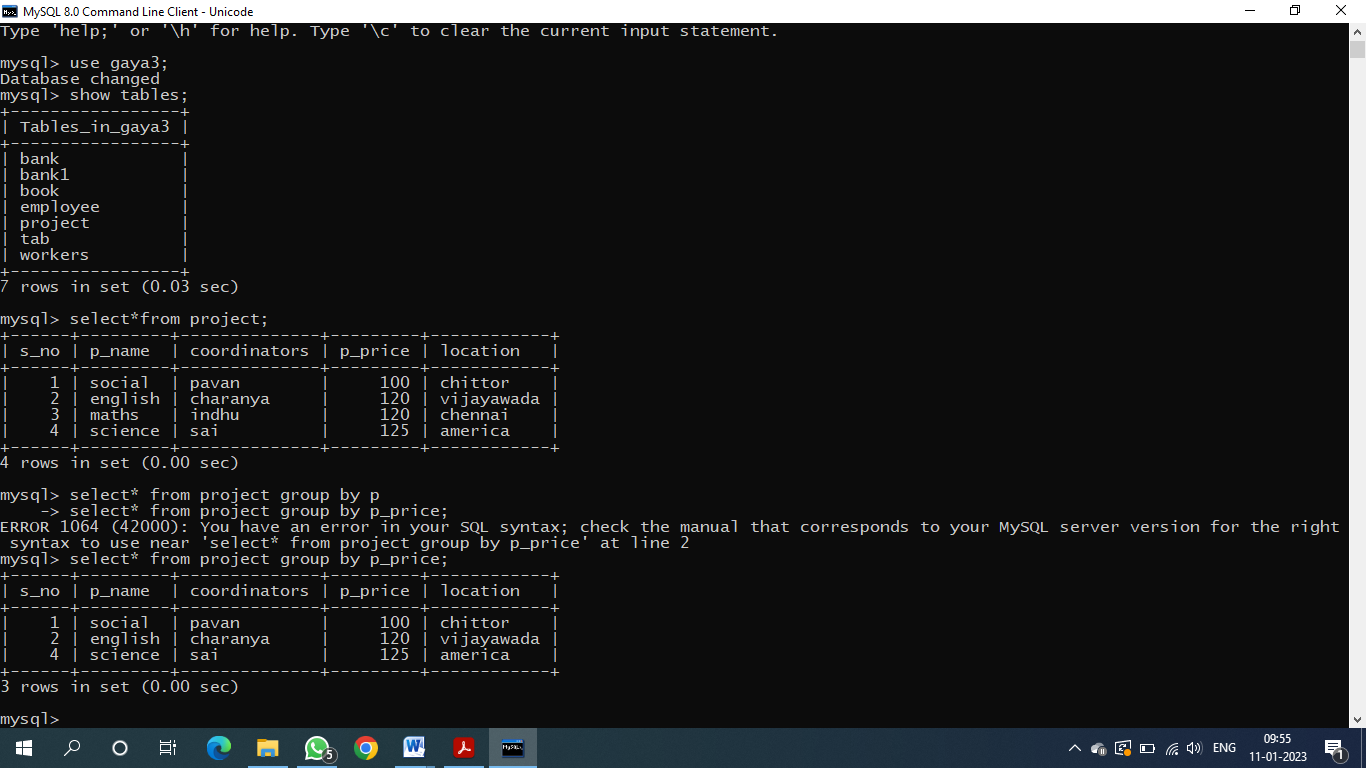 MySQL 8.0 Command Line Client - Unicode
Type 'help;' or '\h' for help. Type '\c' to clear the current input statement.
mysql> use gaya3;
Database changed
mysql> show tables;
+-----------------+
| Tables_in_gaya3 |
+-----------------+
| bank            |
| bank1           |
| book            |
| employee        |
| project         |
| tab             |
| workers         |
+-----------------+
7 rows in set (0.03 sec)
mysql> select*from project;
+------+---------+--------------+---------+------------+
| s_no | p_name  | coordinators | p_price | location   |
+------+---------+--------------+---------+------------+
|    1 | social  | pavan        |     100 | chittor    |
|    2 | english | charanya     |     120 | vijayawada |
|    3 | maths   | indhu        |     120 | chennai    |
|    4 | science | sai          |     125 | america    |
+------+---------+--------------+---------+------------+
4 rows in set (0.00 sec)
mysql> select* from project group by p
    -> select* from project group by p_price;
ERROR 1064 (42000): You have an error in your SQL syntax; check the manual that corresponds to your MySQL server version for the right
 syntax to use near 'select* from project group by p_price' at line 2
mysql> select* from project group by p_price;
+------+---------+--------------+---------+------------+
| s_no | p_name  | coordinators | p_price | location   |
+------+---------+--------------+---------+------------+
|    1 | social  | pavan        |     100 | chittor    |
|    2 | english | charanya     |     120 | vijayawada |
|    4 | science | sai          |     125 | america    |
+------+---------+--------------+---------+------------+
3 rows in set (0.00 sec)
mysql>
5
ENG
09:55
11-01-2023
1